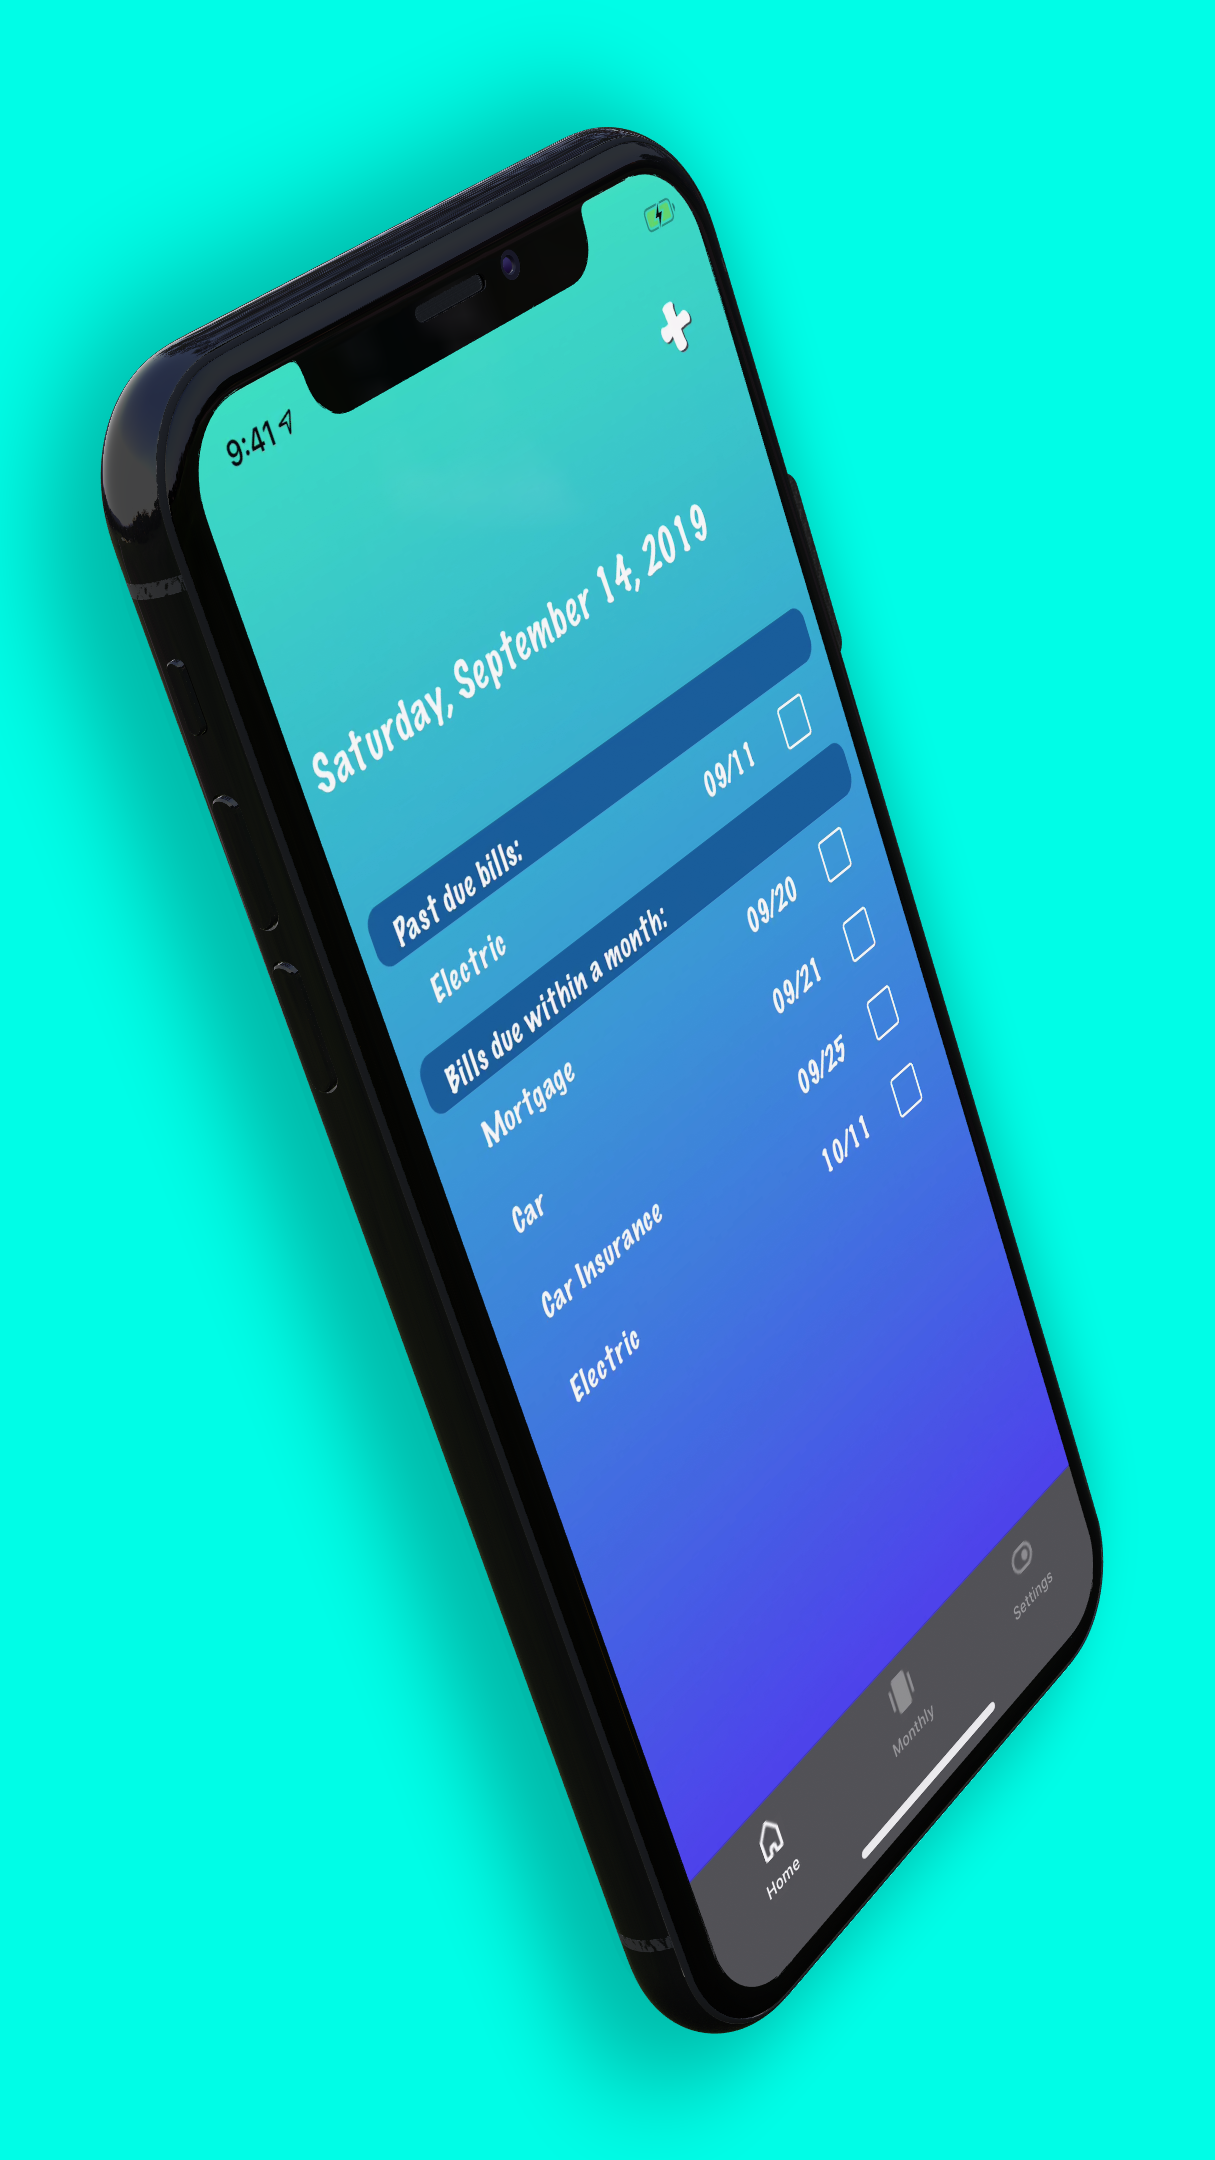 9:41
Saturday, September 14, 2019
Past due bills:
Electric 09/11
Bills due within a month:
Mortgage 09/20
Car 09/21
Car Insurance 09/25
Electric 10/11
Home Monthly Settings